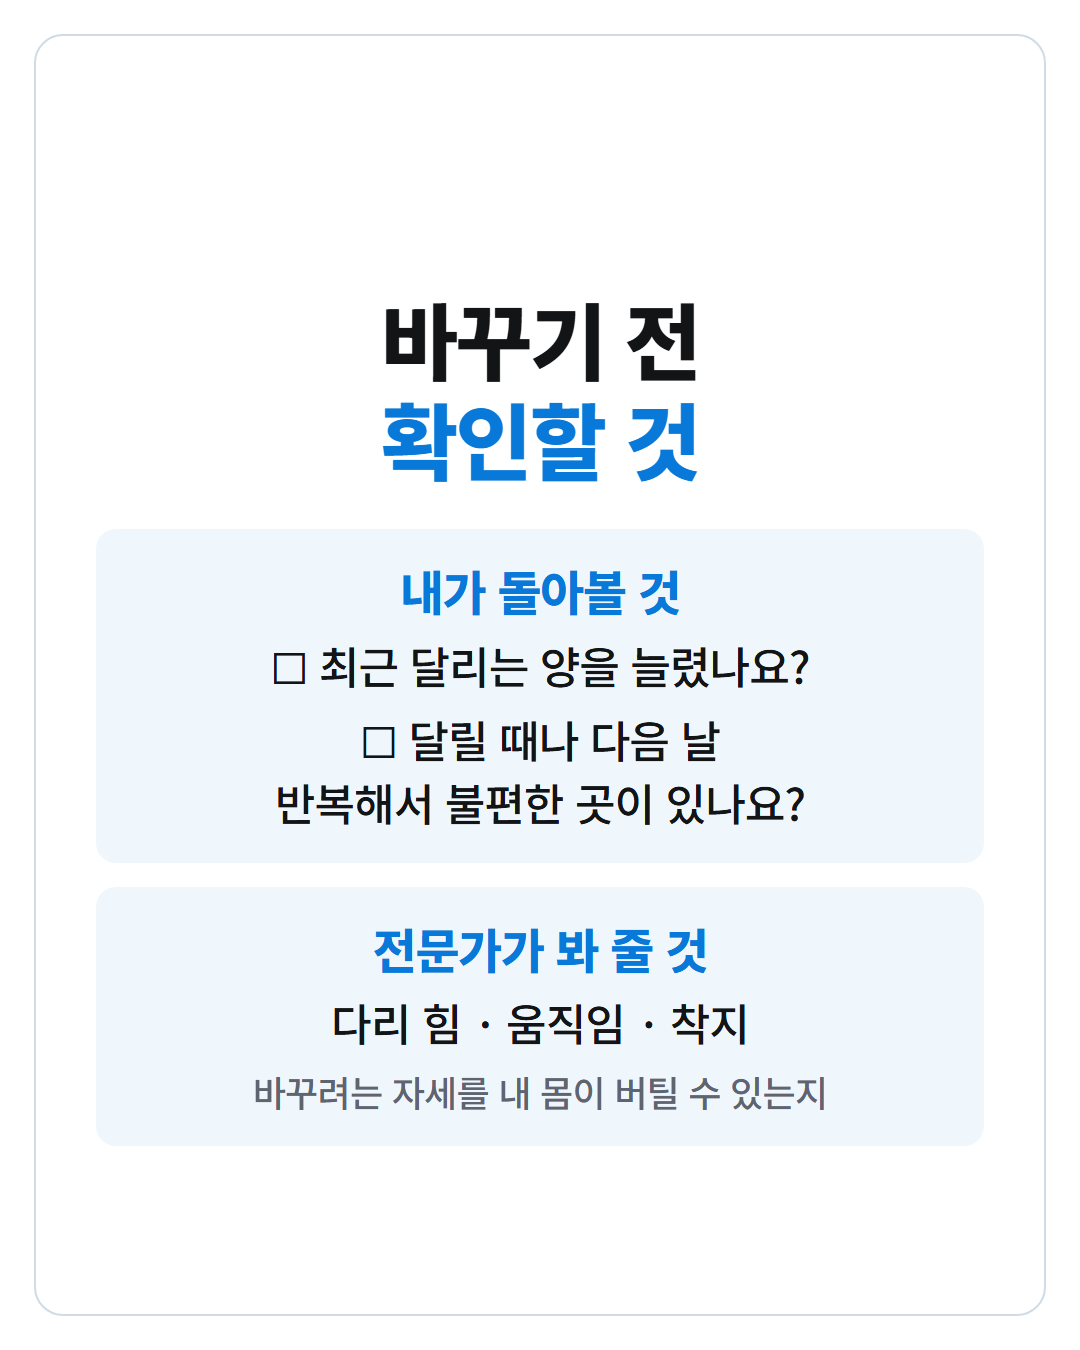 바꾸기 전
확인할 것
내가 돌아볼 것
☐ 최근 달리는 양을 늘렸나요?
☐ 달릴 때나 다음 날
반복해서 불편한 곳이 있나요?
전문가가 봐 줄 것
다리 힘 · 움직임 · 착지
바꾸려는 자세를 내 몸이 버틸 수 있는지